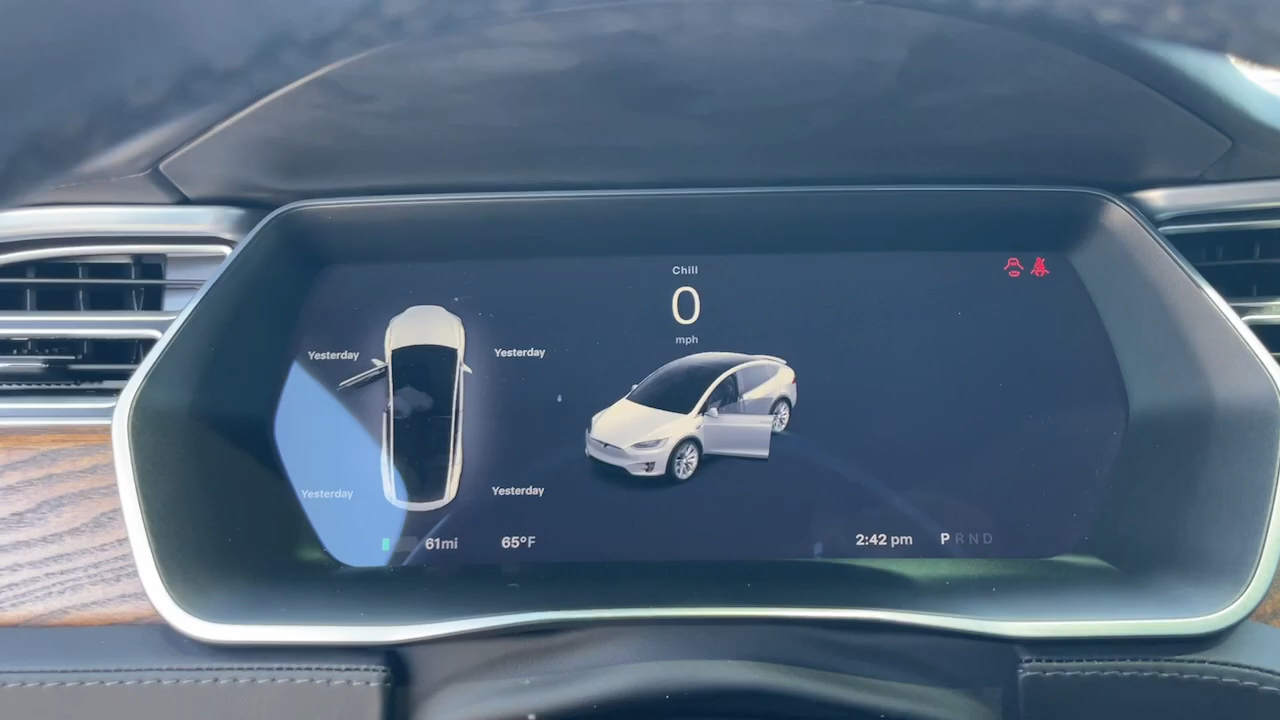 Chill
0
mph
Yesterday
Yesterday
Yesterday
Yesterday
61mi
65°F
2:42 pm
P R N D